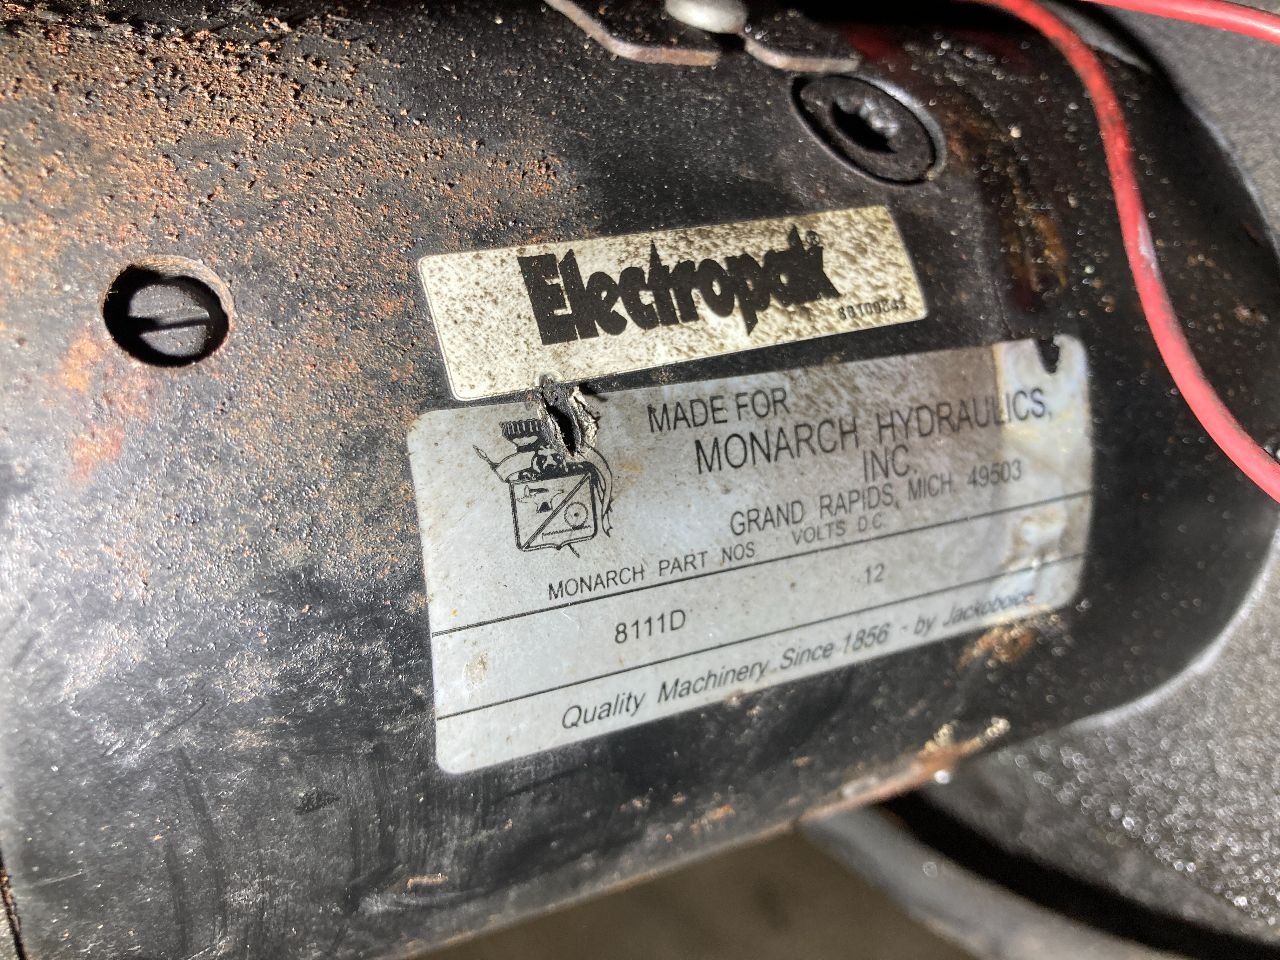 Electropak®
MADE FOR
MONARCH HYDRAULICS,
INC.
GRAND RAPIDS, MICH. 49503
MONARCH PART NOS VOLTS D.C.
8111D 12
Quality Machinery Since 1856 - by Jackoboice